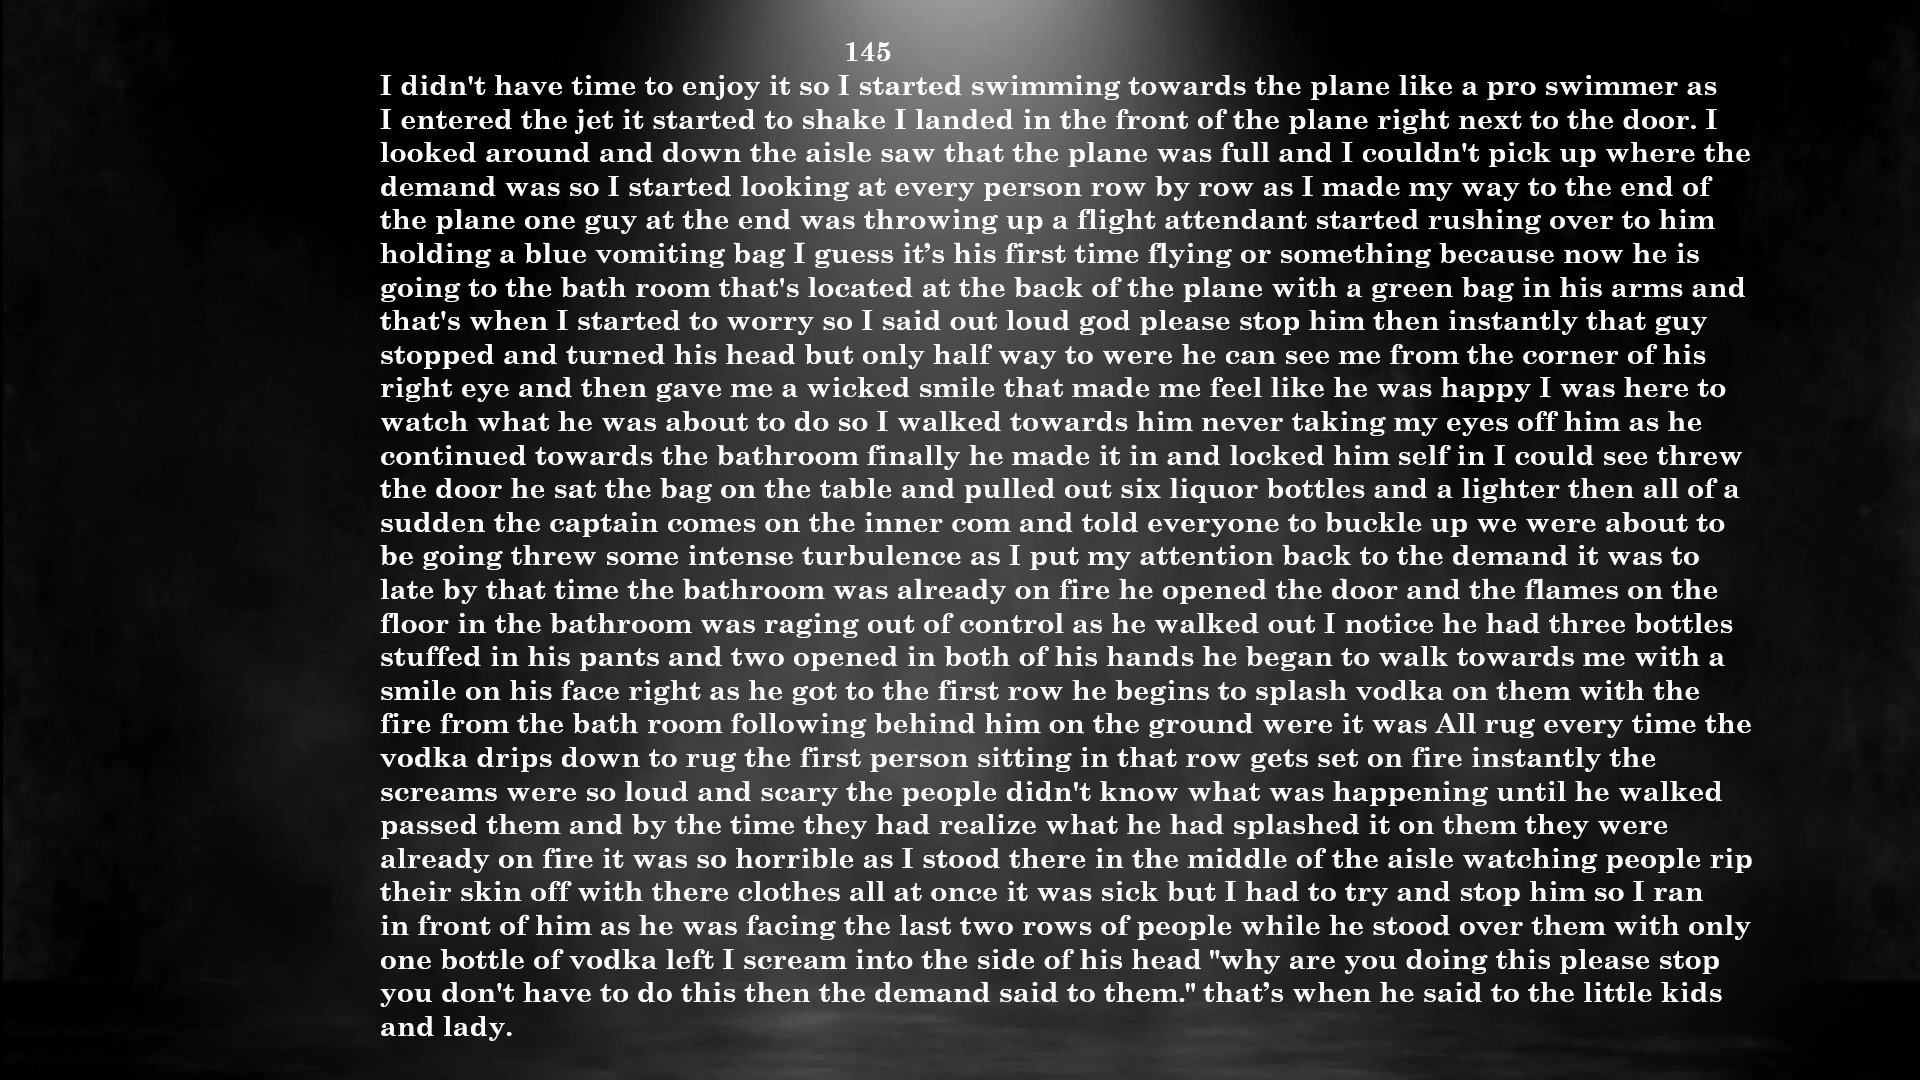 145
I didn't have time to enjoy it so I started swimming towards the plane like a pro swimmer as
I entered the jet it started to shake I landed in the front of the plane right next to the door. I
looked around and down the aisle saw that the plane was full and I couldn't pick up where the
demand was so I started looking at every person row by row as I made my way to the end of
the plane one guy at the end was throwing up a flight attendant started rushing over to him
holding a blue vomiting bag I guess it’s his first time flying or something because now he is
going to the bath room that's located at the back of the plane with a green bag in his arms and
that's when I started to worry so I said out loud god please stop him then instantly that guy
stopped and turned his head but only half way to were he can see me from the corner of his
right eye and then gave me a wicked smile that made me feel like he was happy I was here to
watch what he was about to do so I walked towards him never taking my eyes off him as he
continued towards the bathroom finally he made it in and locked him self in I could see threw
the door he sat the bag on the table and pulled out six liquor bottles and a lighter then all of a
sudden the captain comes on the inner com and told everyone to buckle up we were about to
be going threw some intense turbulence as I put my attention back to the demand it was to
late by that time the bathroom was already on fire he opened the door and the flames on the
floor in the bathroom was raging out of control as he walked out I notice he had three bottles
stuffed in his pants and two opened in both of his hands he began to walk towards me with a
smile on his face right as he got to the first row he begins to splash vodka on them with the
fire from the bath room following behind him on the ground were it was All rug every time the
vodka drips down to rug the first person sitting in that row gets set on fire instantly the
screams were so loud and scary the people didn't know what was happening until he walked
passed them and by the time they had realize what he had splashed it on them they were
already on fire it was so horrible as I stood there in the middle of the aisle watching people rip
their skin off with there clothes all at once it was sick but I had to try and stop him so I ran
in front of him as he was facing the last two rows of people while he stood over them with only
one bottle of vodka left I scream into the side of his head "why are you doing this please stop
you don't have to do this then the demand said to them." that’s when he said to the little kids
and lady.